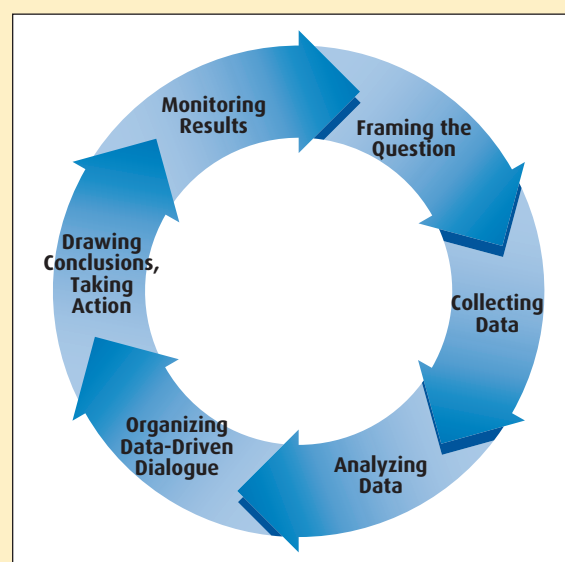 Monitoring
Results
Framing the
Question
Collecting
Data
Analyzing
Data
Organizing
Data-Driven
Dialogue
Drawing
Conclusions,
Taking
Action